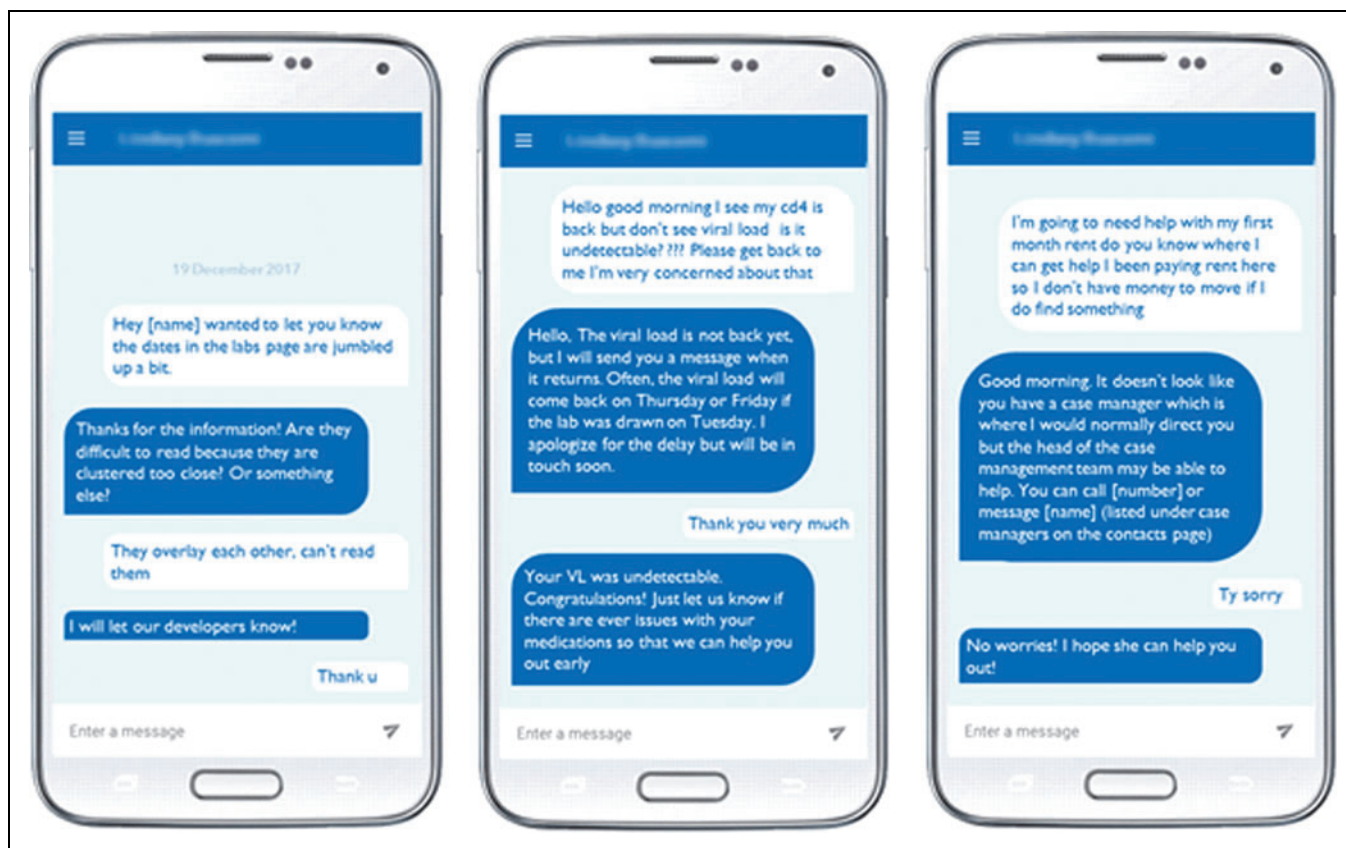 19 December 2017
Hey [name] wanted to let you know
the dates in the labs page are jumbled
up a bit.
Thanks for the information! Are they
difficult to read because they are
clustered too close? Or something
else?
They overlay each other, can't read
them
I will let our developers know!
Thank u
Enter a message
Hello good morning I see my cd4 is
back but don't see viral load is it
undetectable? ??? Please get back to
me I'm very concerned about that
Hello, The viral load is not back yet,
but I will send you a message when
it returns. Often, the viral load will
come back on Thursday or Friday if
the lab was drawn on Tuesday. I
apologize for the delay but will be in
touch soon.
Thank you very much
Your VL was undetectable.
Congratulations! Just let us know if
there are ever issues with your
medications so that we can help you
out early
Enter a message
I'm going to need help with my first
month rent do you know where I
can get help I been paying rent here
so I don't have money to move if I
do find something
Good morning. It doesn't look like
you have a case manager which is
where I would normally direct you
but the head of the case
management team may be able to
help. You can call [number] or
message [name] (listed under case
managers on the contacts page)
Ty sorry
No worries! I hope she can help you
out!
Enter a message